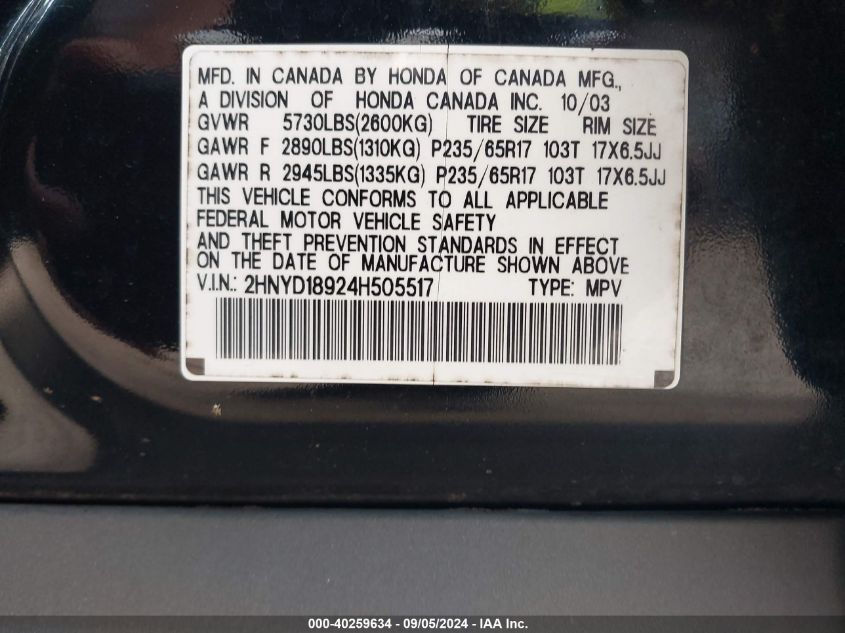 MFD. IN CANADA BY HONDA OF CANADA MFG.,
A DIVISION OF HONDA CANADA INC. 10/03
GVWR 5730LBS(2600KG) TIRE SIZE RIM SIZE
GAWR F 2890LBS(1310KG) P235/65R17 103T 17X6.5JJ
GAWR R 2945LBS(1335KG) P235/65R17 103T 17X6.5JJ
THIS VEHICLE CONFORMS TO ALL APPLICABLE
FEDERAL MOTOR VEHICLE SAFETY
AND THEFT PREVENTION STANDARDS IN EFFECT
ON THE DATE OF MANUFACTURE SHOWN ABOVE
V.I.N.: 2HNYD18924H505517 TYPE: MPV
000-40259634 - 09/05/2024 - IAA Inc.